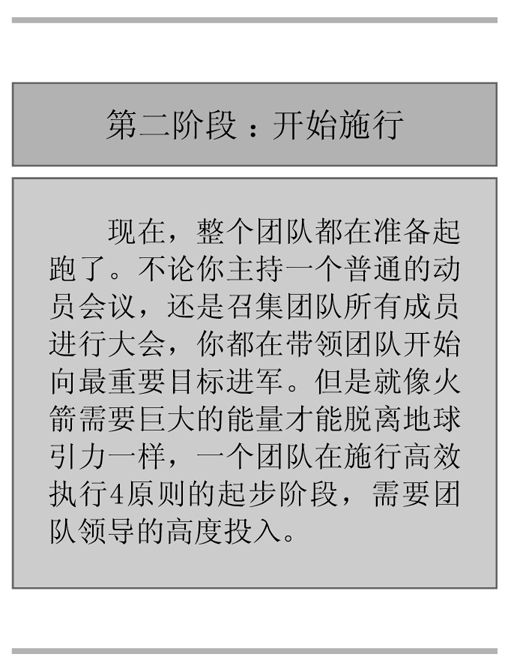 第二阶段：开始施行
现在，整个团队都在准备起
跑了。不论你主持一个普通的动
员会议，还是召集团队所有成员
进行大会，你都在带领团队开始
向最重要目标进军。但是就像火
箭需要巨大的能量才能脱离地球
引力一样，一个团队在施行高效
执行4原则的起步阶段，需要团
队领导的高度投入。